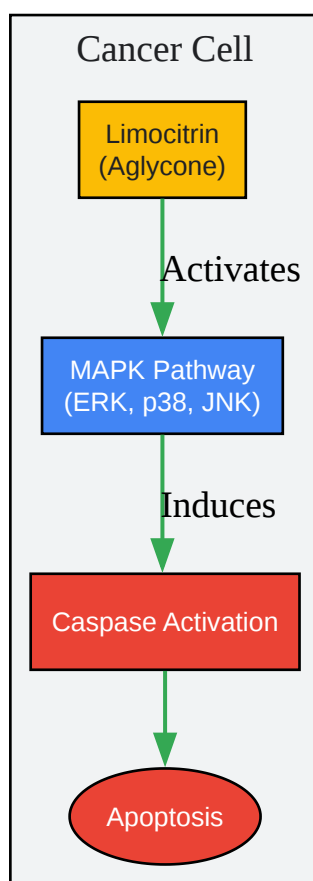 Cancer Cell
Limocitrin
(Aglycone)
Activates
MAPK Pathway
(ERK, p38, JNK)
Induces
Caspase Activation
Apoptosis